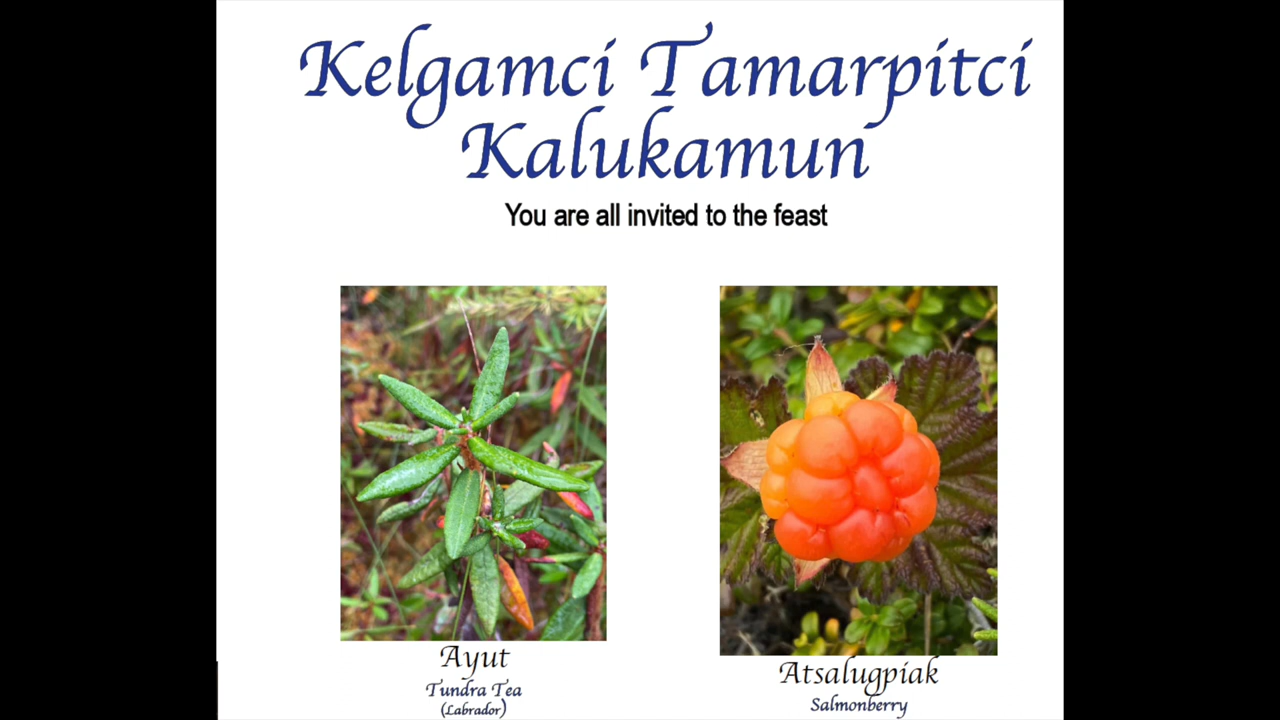 Kelgamci Tamarpitci
Kalukamun
You are all invited to the feast
Ayut
Tundra Tea
(Labrador)
Atsalugpiak
Salmonberry